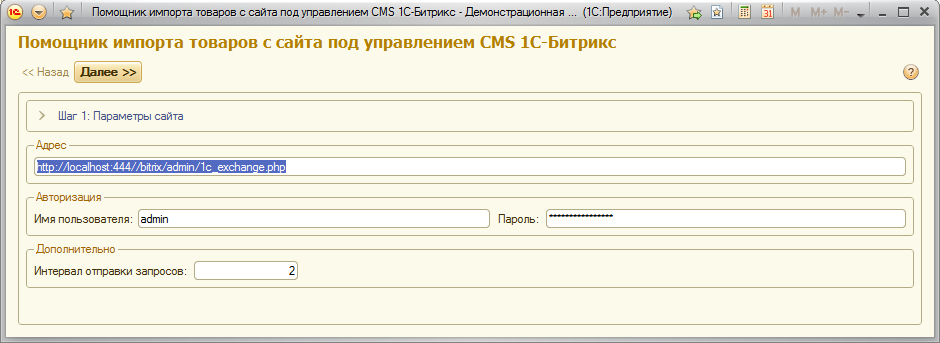 Помощник импорта товаров с сайта под управлением CMS 1С-Битрикс - Демонстрационная ... (1С:Предприятие)
M M+ M-
Помощник импорта товаров с сайта под управлением CMS 1С-Битрикс
<< Назад Далее >> ?
Шаг 1: Параметры сайта
Адрес
http://localhost:444//bitrix/admin/1c_exchange.php
Авторизация
Имя пользователя: admin Пароль: ****************
Дополнительно
Интервал отправки запросов: 2